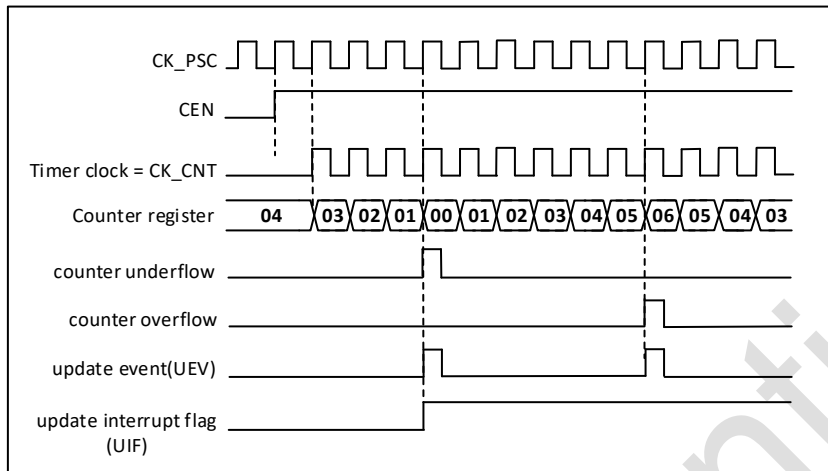 CK_PSC
CEN
Timer clock = CK_CNT
Counter register 04 03 02 01 00 01 02 03 04 05 06 05 04 03
counter underflow
counter overflow
update event(UEV)
update interrupt flag
(UIF)